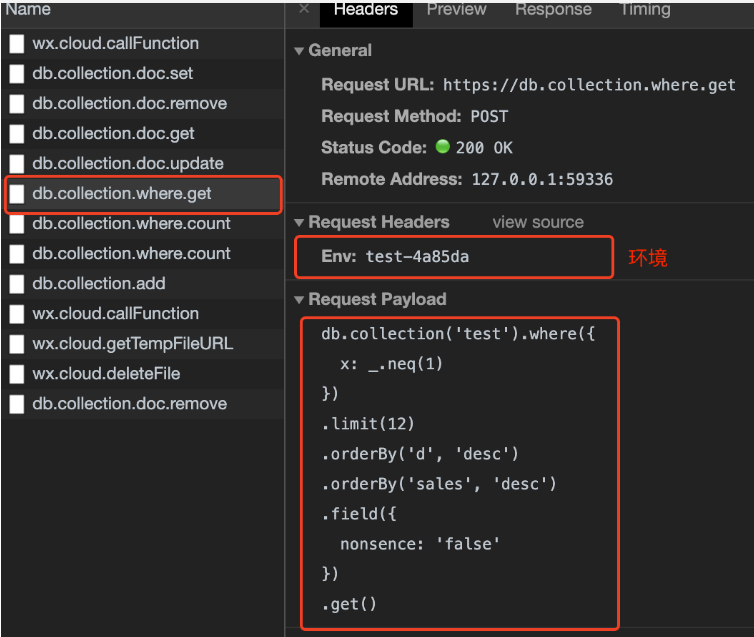 Name
wx.cloud.callFunction
db.collection.doc.set
db.collection.doc.remove
db.collection.doc.get
db.collection.doc.update
db.collection.where.get
db.collection.where.count
db.collection.where.count
db.collection.add
wx.cloud.callFunction
wx.cloud.getTempFileURL
wx.cloud.deleteFile
db.collection.doc.remove
× Headers Preview Response Timing
General
Request URL: https://db.collection.where.get
Request Method: POST
Status Code: 200 OK
Remote Address: 127.0.0.1:59336
Request Headers view source
Env: test-4a85da 环境
Request Payload
db.collection('test').where({
x: _.neq(1)
})
.limit(12)
.orderBy('d', 'desc')
.orderBy('sales', 'desc')
.field({
nonsence: 'false'
})
.get()